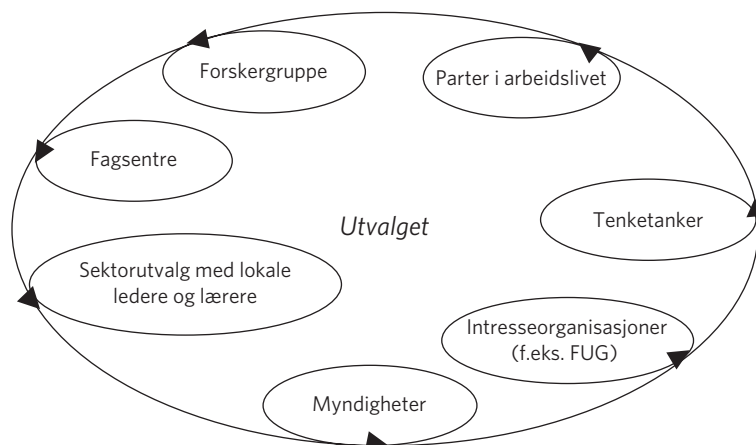 Forskergruppe
Parter i arbeidslivet
Fagsentre
Tenketanker
Utvalget
Sektorutvalg med lokale
ledere og lærere
Intresseorganisasjoner
(f.eks. FUG)
Myndigheter